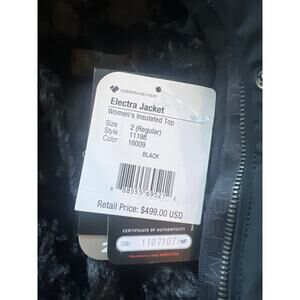 OBERMEYER
Electra Jacket
Women's Insulated Top
Size : 2 (Regular)
Style : 11198
Color : 16009
BLACK
Retail Price: $499.00 USD
CERTIFICATE OF AUTHENTICITY
1107107